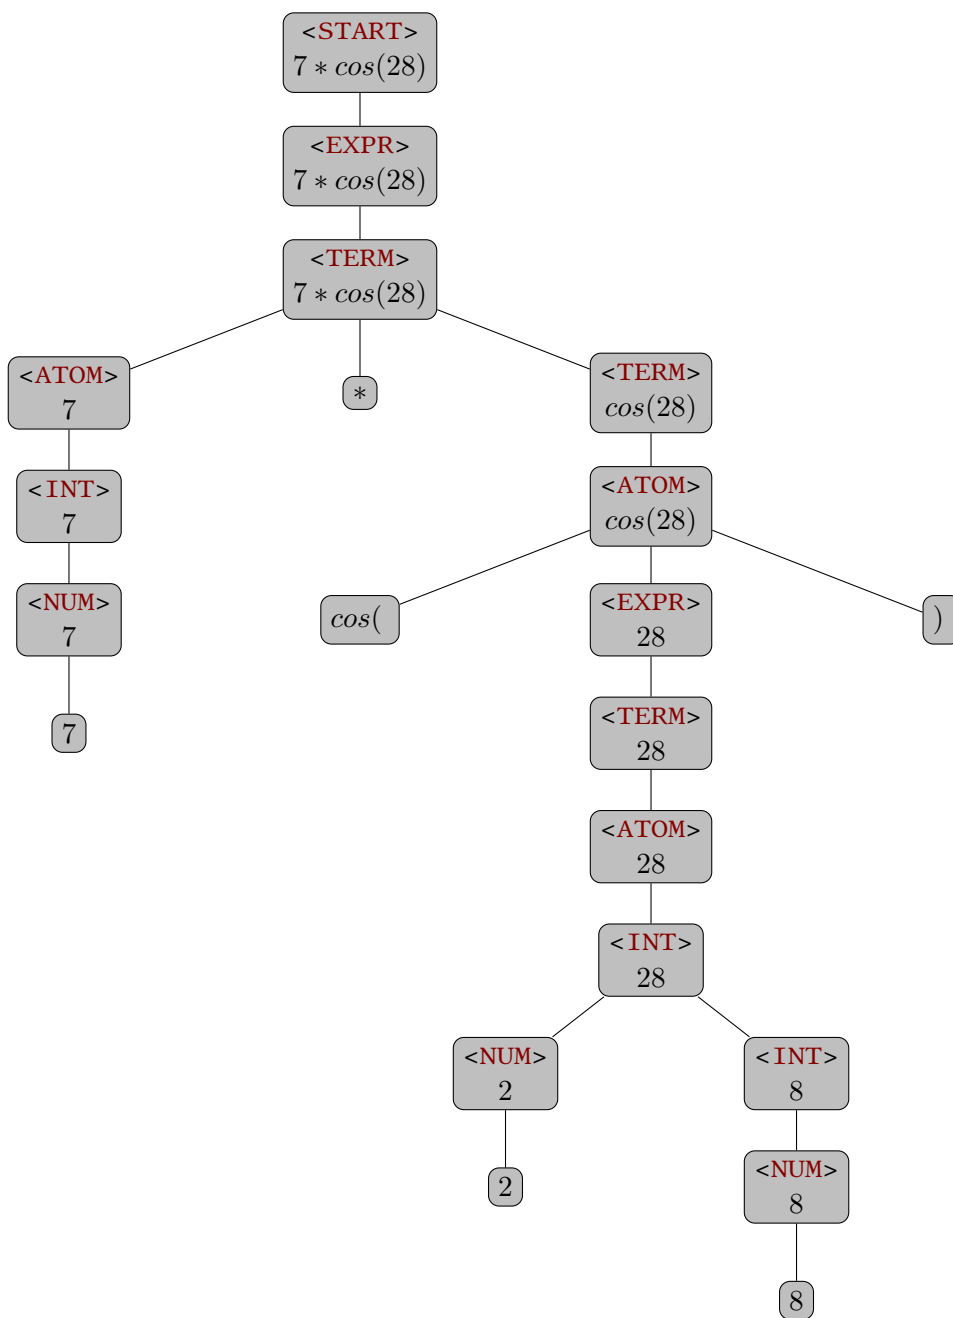 <START>
7 ∗ cos(28)
<EXPR>
7 ∗ cos(28)
<TERM>
7 ∗ cos(28)
<ATOM>
7
∗
<TERM>
cos(28)
<INT>
7
<ATOM>
cos(28)
<NUM>
7
cos(
<EXPR>
28
)
7
<TERM>
28
<ATOM>
28
<INT>
28
<NUM>
2
<INT>
8
2
<NUM>
8
8